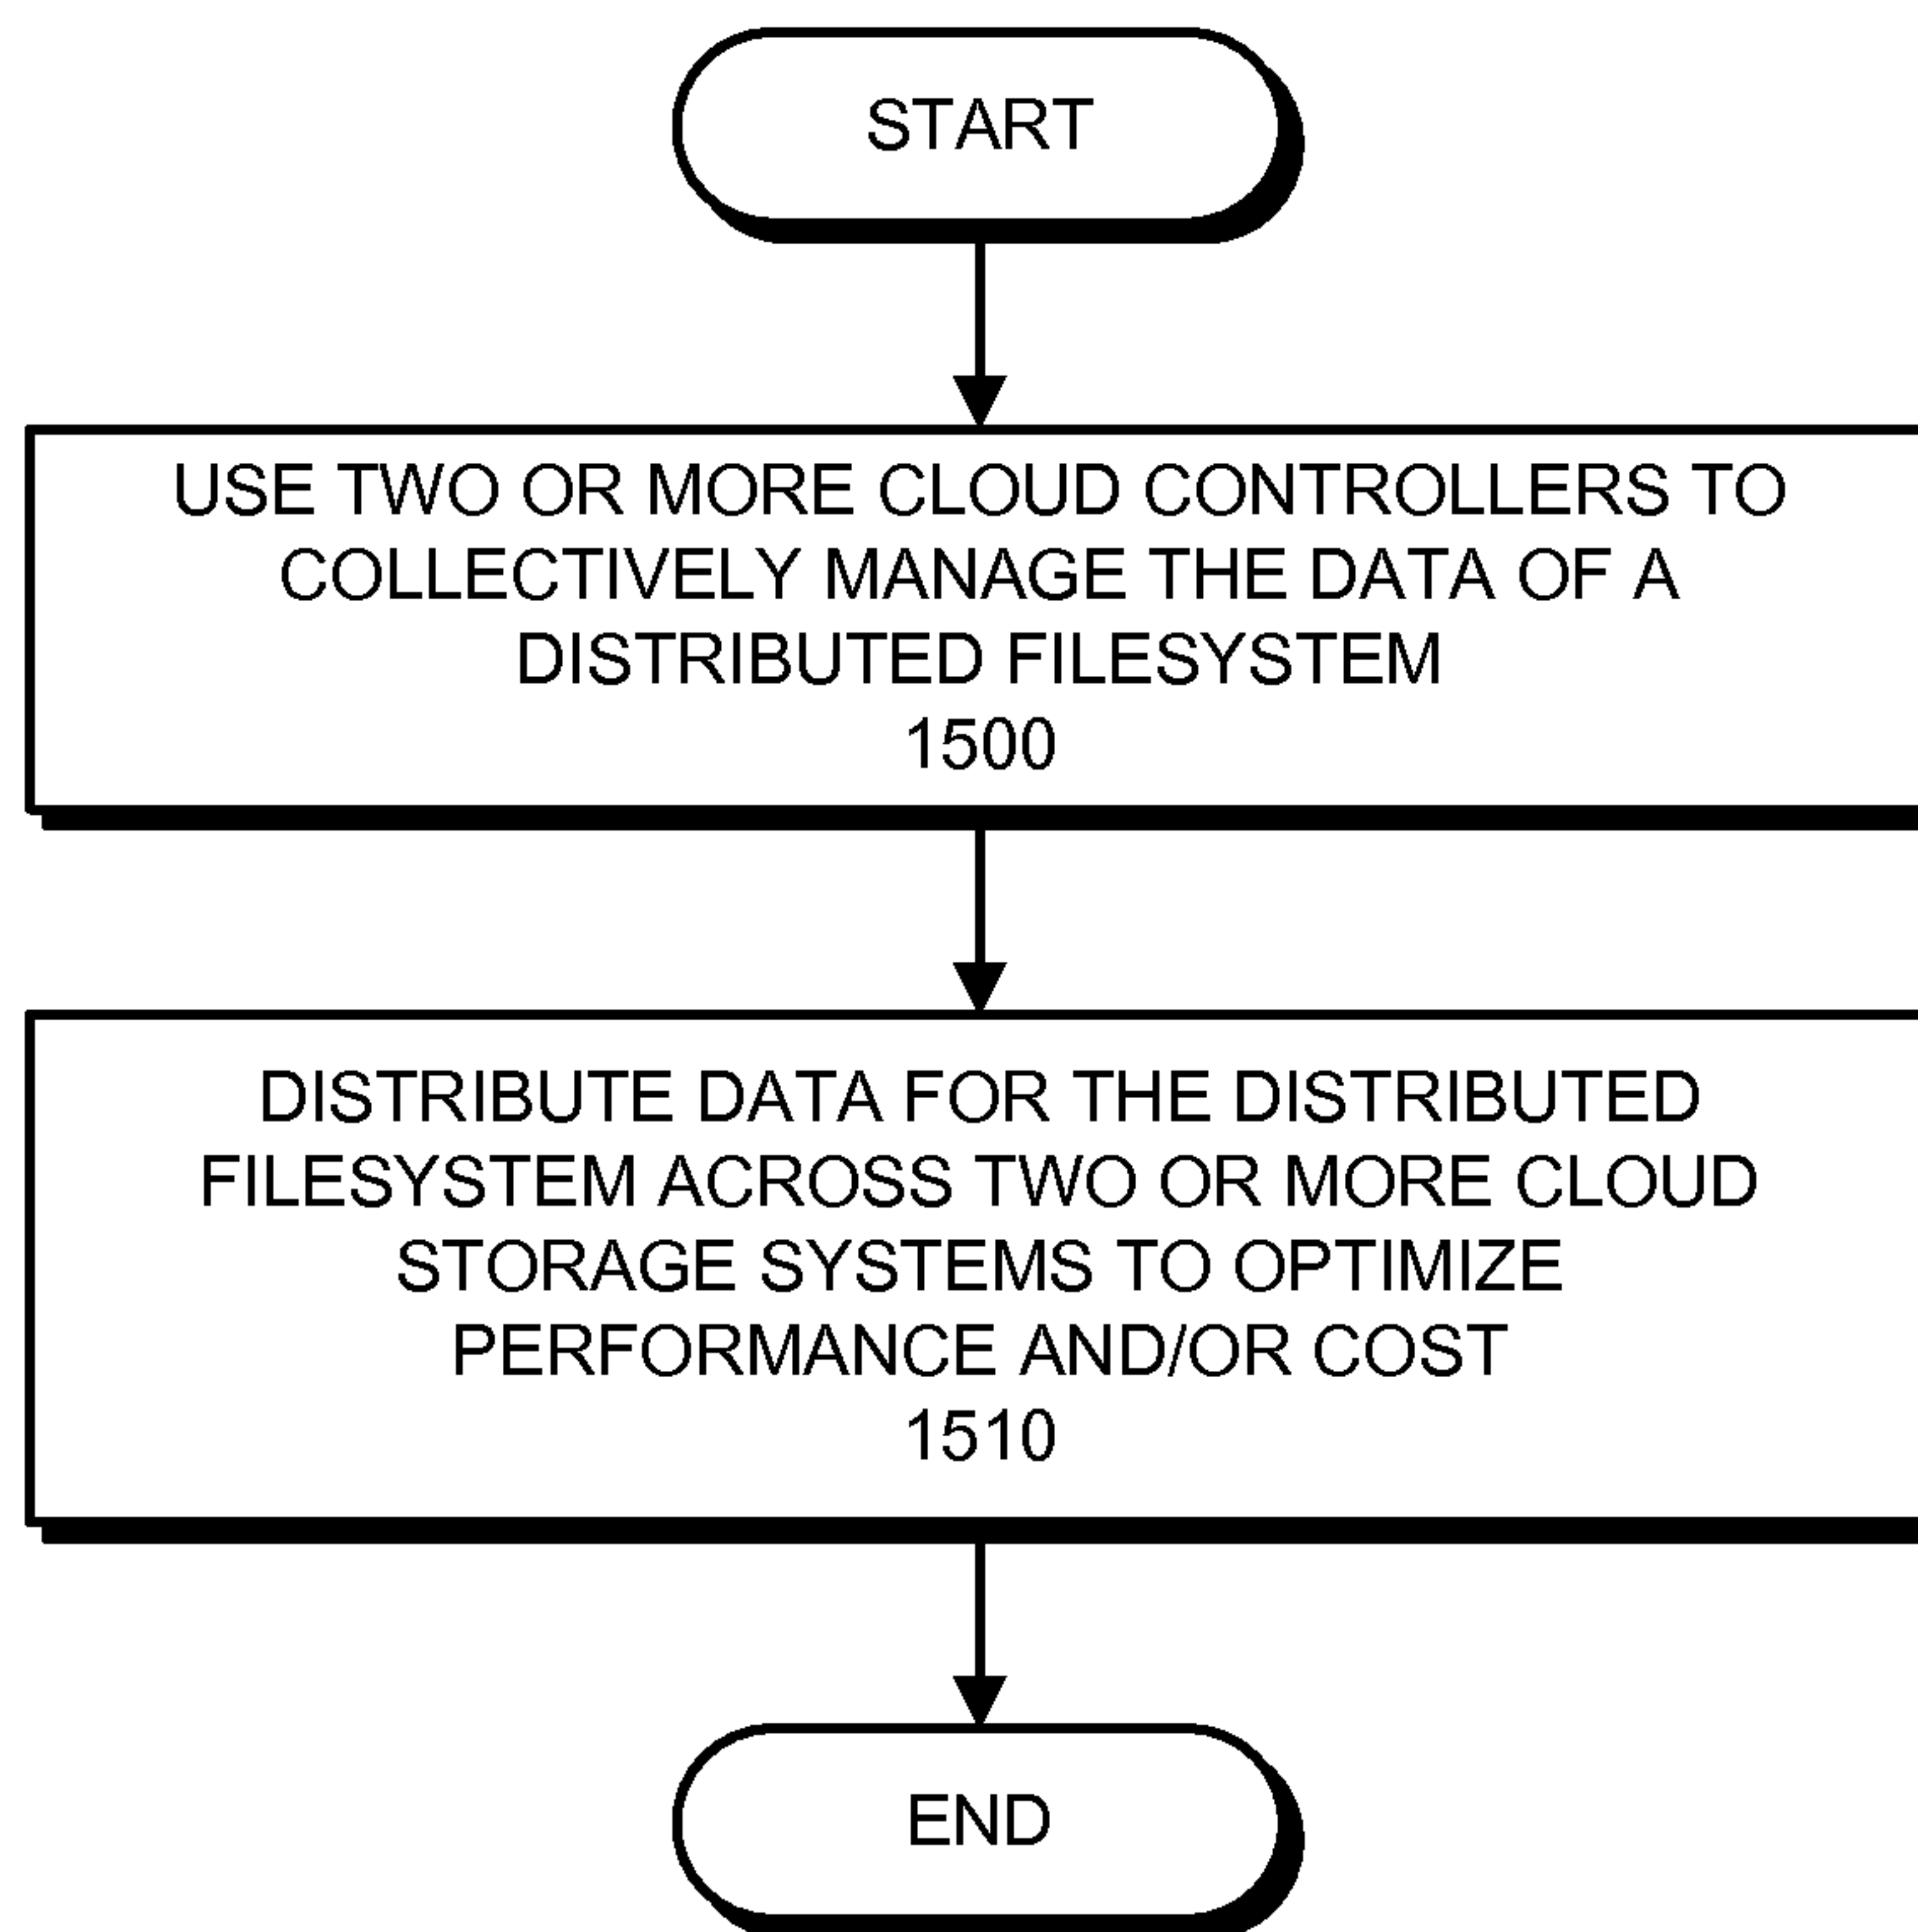 START
USE TWO OR MORE CLOUD CONTROLLERS TO
COLLECTIVELY MANAGE THE DATA OF A
DISTRIBUTED FILESYSTEM
1500
DISTRIBUTE DATA FOR THE DISTRIBUTED
FILESYSTEM ACROSS TWO OR MORE CLOUD
STORAGE SYSTEMS TO OPTIMIZE
PERFORMANCE AND/OR COST
1510
END